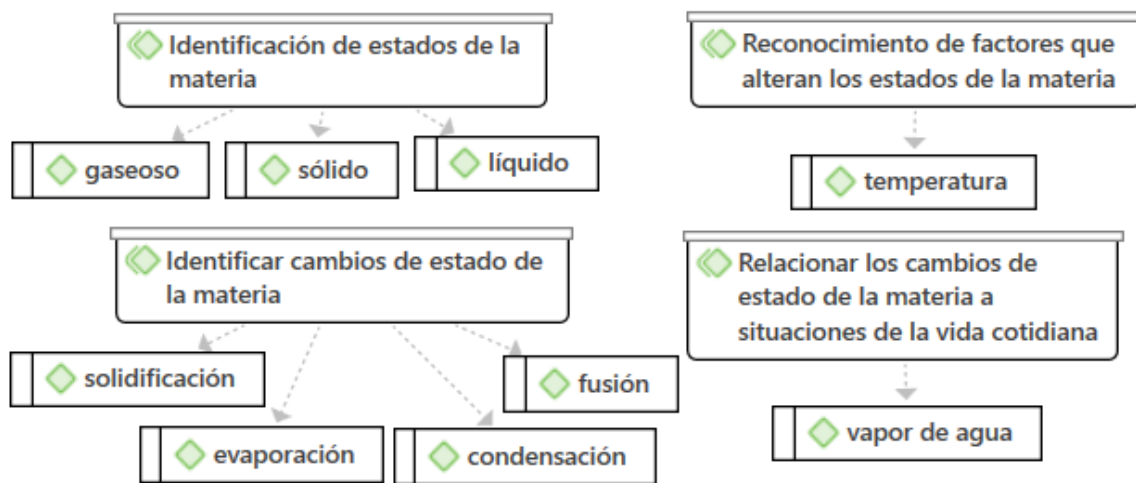 Identificación de estados de la
materia
gaseoso
sólido
líquido
Reconocimiento de factores que
alteran los estados de la materia
temperatura
Identificar cambios de estado de
la materia
solidificación
evaporación
condensación
fusión
Relacionar los cambios de
estado de la materia a
situaciones de la vida cotidiana
vapor de agua